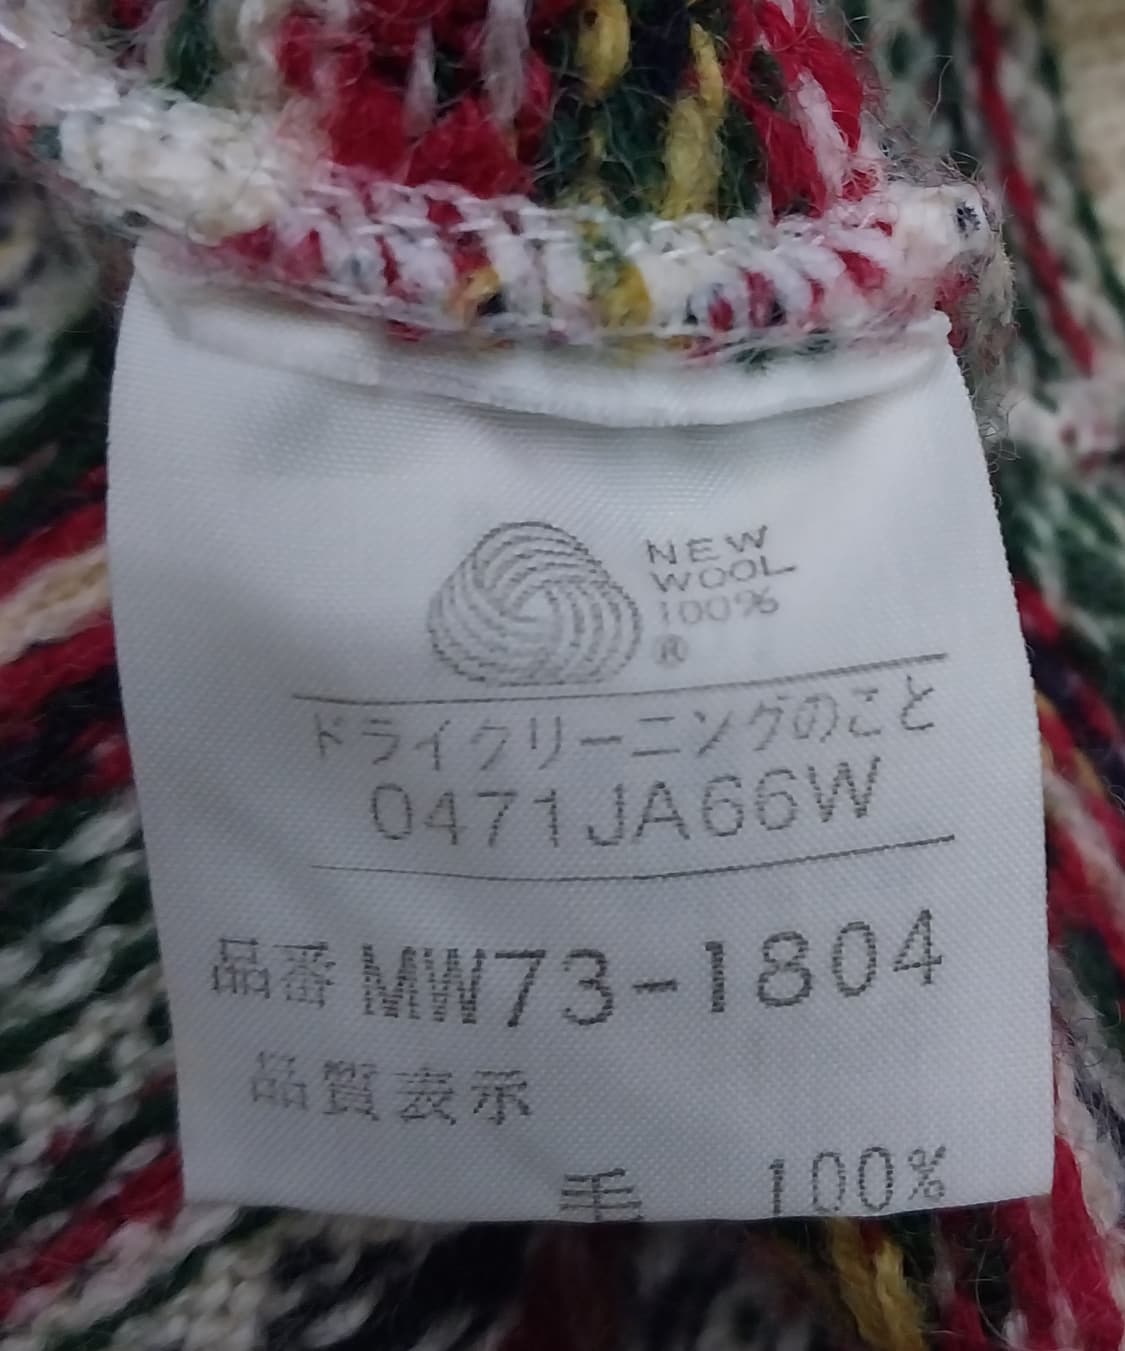 NEW
WOOL
100%
®
ドライクリーニングのこと
0471JA66W
品番 MW73-1804
品質表示
毛 100%